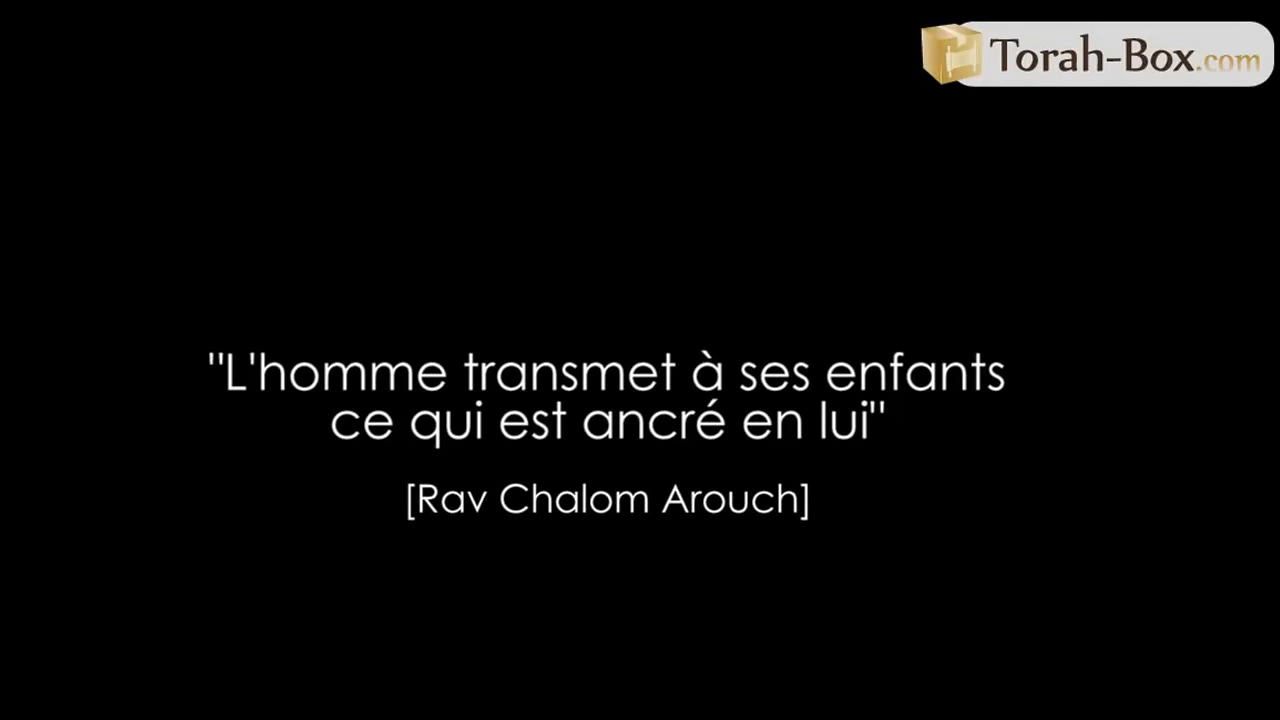 Torah-Box.com
"L'homme transmet à ses enfants
ce qui est ancré en lui"
[Rav Chalom Arouch]